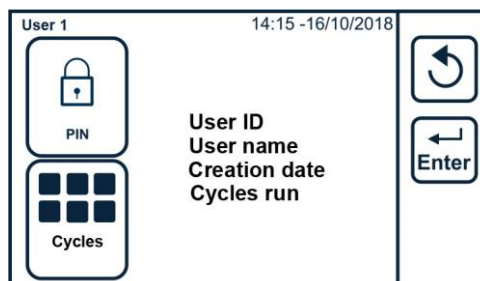 User 1
14:15 -16/10/2018
PIN
Cycles
User ID
User name
Creation date
Cycles run
Enter